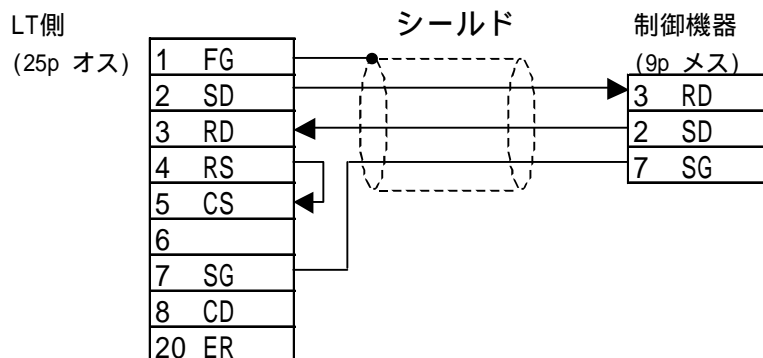 LT側
(25p オス)
シールド
制御機器
(9p メス)
1 FG
2 SD
3 RD
4 RS
5 CS
6
7 SG
8 CD
20 ER
3 RD
2 SD
7 SG